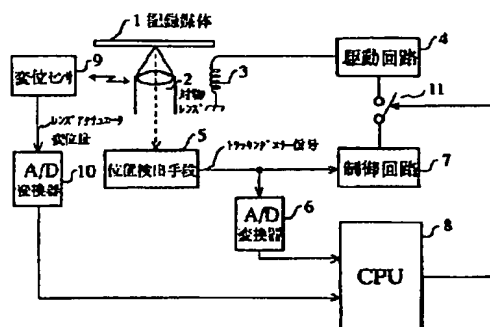 1 記録媒体
9
変位センサ
2
対物
レンズ
3
駆動回路
4
11
レンズアクチュエータ
変位量
5
位置検出手段
トラッキングエラー信号
制御回路
7
A/D
変換器
10
A/D
変換器
6
CPU
8